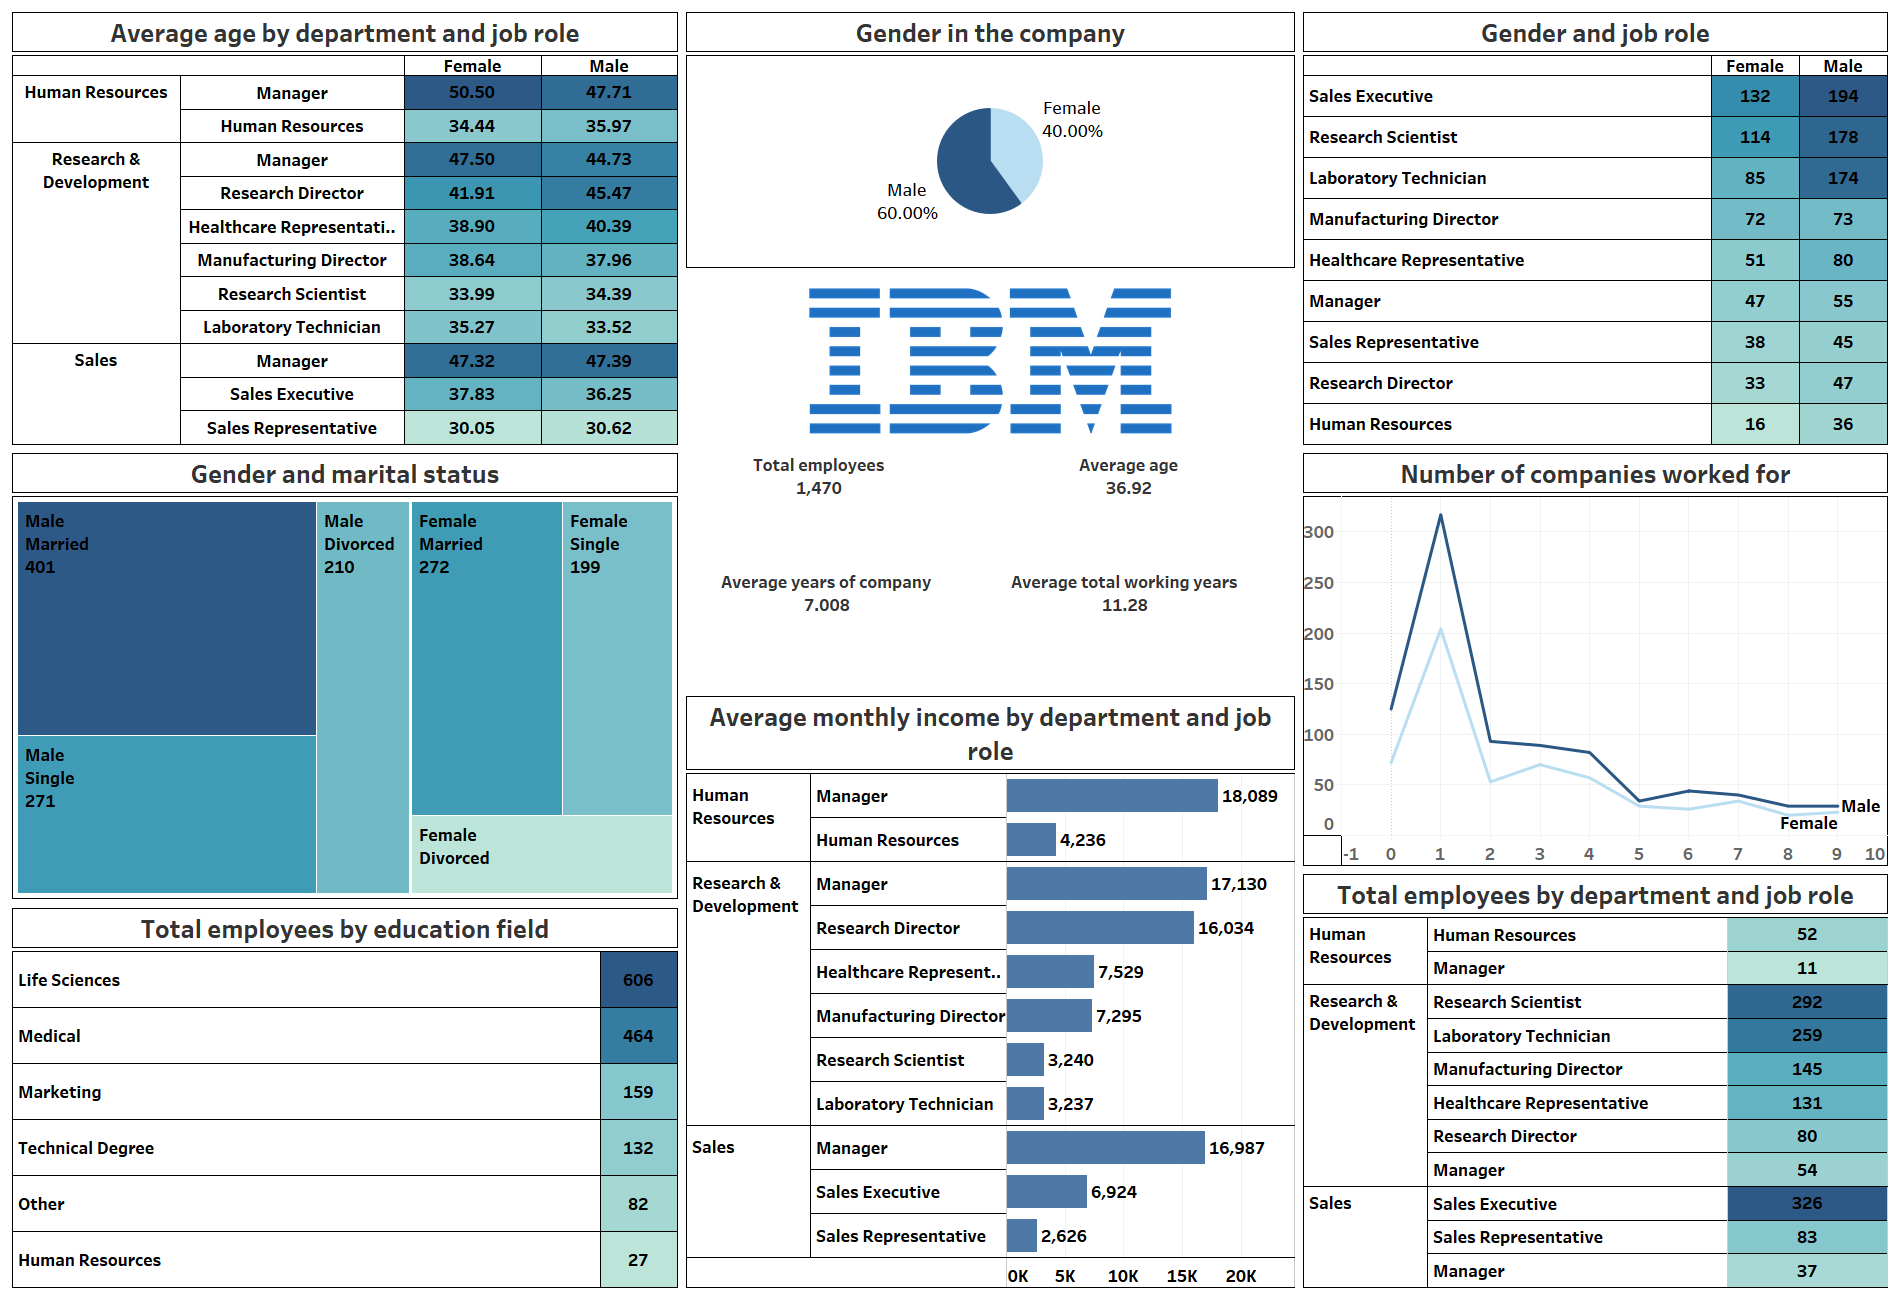 Average age by department and job role
Female Male
Human Resources Manager 50.50 47.71
Human Resources 34.44 35.97
Research & Development Manager 47.50 44.73
Research Director 41.91 45.47
Healthcare Representati.. 38.90 40.39
Manufacturing Director 38.64 37.96
Research Scientist 33.99 34.39
Laboratory Technician 35.27 33.52
Sales Manager 47.32 47.39
Sales Executive 37.83 36.25
Sales Representative 30.05 30.62
Gender and marital status
Male
Married
401
Male
Single
271
Male
Divorced
210
Female
Married
272
Female
Single
199
Female
Divorced
Total employees by education field
Life Sciences 606
Medical 464
Marketing 159
Technical Degree 132
Other 82
Human Resources 27
Gender in the company
Female
40.00%
Male
60.00%
IBM
Total employees
1,470
Average age
36.92
Average years of company
7.008
Average total working years
11.28
Average monthly income by department and job
role
Human Resources Manager 18,089
Human Resources 4,236
Research & Development Manager 17,130
Research Director 16,034
Healthcare Represent.. 7,529
Manufacturing Director 7,295
Research Scientist 3,240
Laboratory Technician 3,237
Sales Manager 16,987
Sales Executive 6,924
Sales Representative 2,626
0K 5K 10K 15K 20K
Gender and job role
Female Male
Sales Executive 132 194
Research Scientist 114 178
Laboratory Technician 85 174
Manufacturing Director 72 73
Healthcare Representative 51 80
Manager 47 55
Sales Representative 38 45
Research Director 33 47
Human Resources 16 36
Number of companies worked for
300
250
200
150
100
50
0
Male
Female
-1 0 1 2 3 4 5 6 7 8 9 10
Total employees by department and job role
Human Resources Human Resources 52
Manager 11
Research & Development Research Scientist 292
Laboratory Technician 259
Manufacturing Director 145
Healthcare Representative 131
Research Director 80
Manager 54
Sales Sales Executive 326
Sales Representative 83
Manager 37